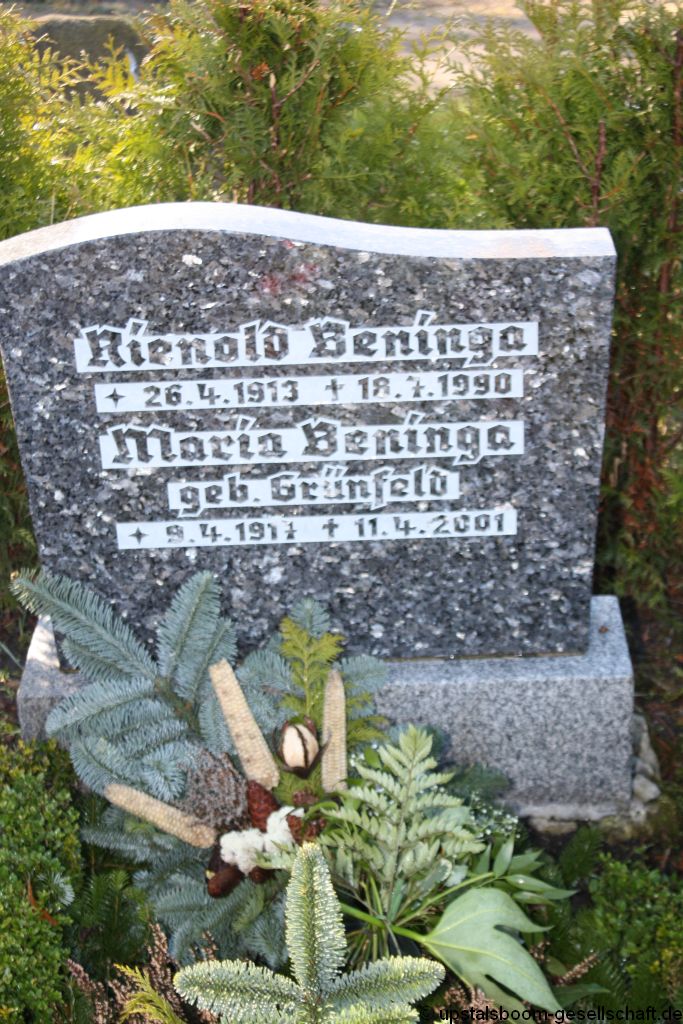 Rienold Beninga
✦ 26.4.1913 ✝ 18.7.1990
Maria Beninga
geb. Grünfeld
✦ 9.4.1917 ✝ 11.4.2001
© upstalsboom-gesellschaft.de